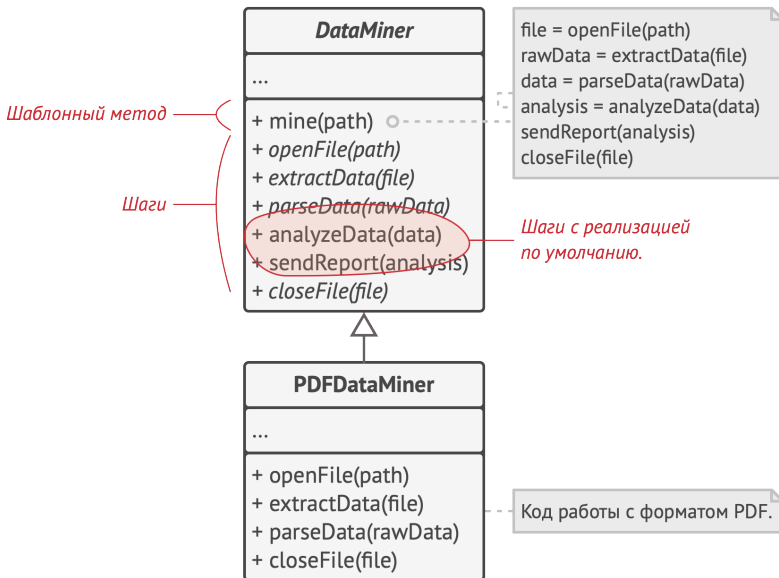 DataMiner
...
Шаблонный метод
+ mine(path)
Шаги
+ openFile(path)
+ extractData(file)
+ parseData(rawData)
+ analyzeData(data)
+ sendReport(analysis)
+ closeFile(file)
file = openFile(path)
rawData = extractData(file)
data = parseData(rawData)
analysis = analyzeData(data)
sendReport(analysis)
closeFile(file)
Шаги с реализацией
по умолчанию.
PDFDataMiner
...
+ openFile(path)
+ extractData(file)
+ parseData(rawData)
+ closeFile(file)
Код работы с форматом PDF.